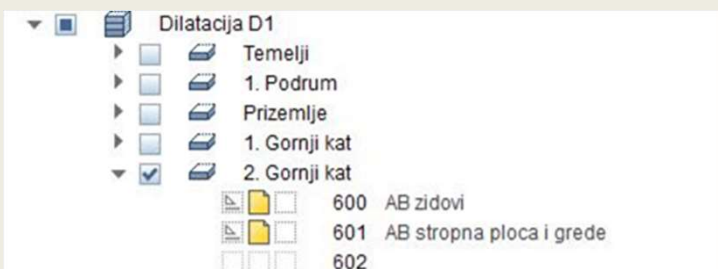 Dilatacija D1
Temelji
1. Podrum
Prizemlje
1. Gornji kat
2. Gornji kat
600 AB zidovi
601 AB stropna ploca i grede
602